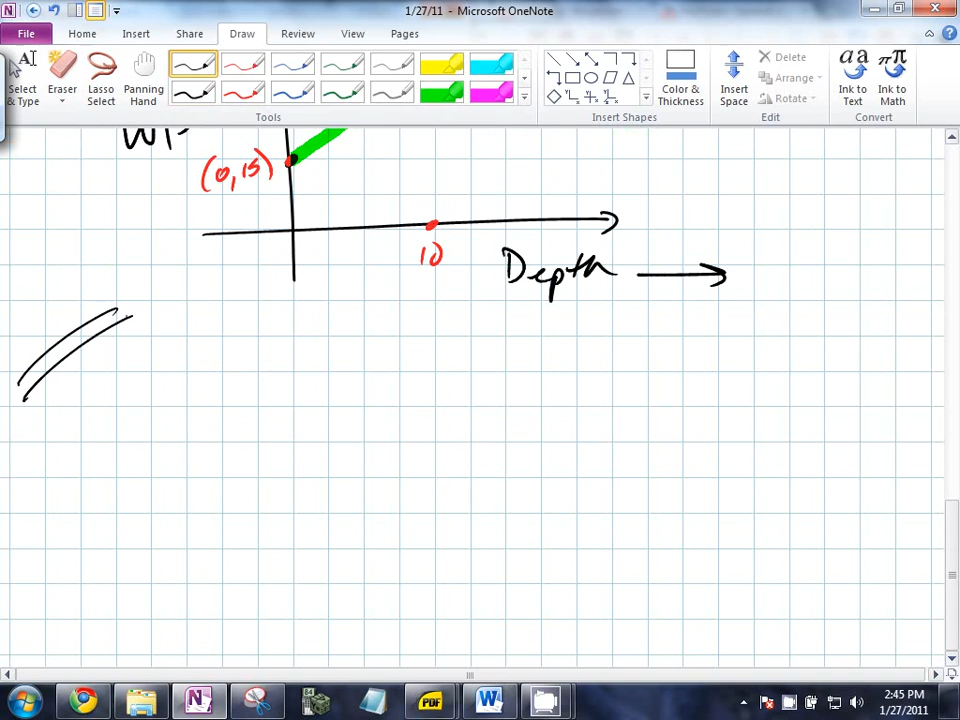 1/27/11 - Microsoft OneNote
File Home Insert Share Draw Review View Pages
Select & Type
Eraser
Lasso Select
Panning Hand
Color & Thickness
Insert Space
Delete
Arrange
Rotate
Ink to Text
Ink to Math
Tools
Insert Shapes
Convert
(0,15)
10
Depth
2:45 PM
1/27/2011